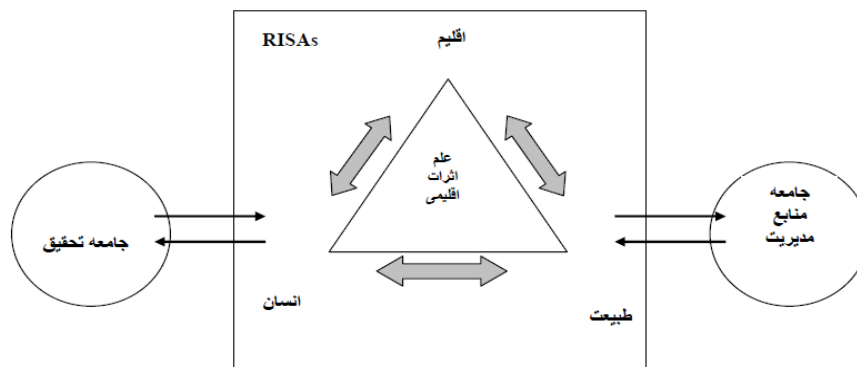 RISAs
اقلیم
علم
اثرات
اقلیمی
جامعه
منابع
مدیریت
جامعه تحقیق
انسان
طبیعت